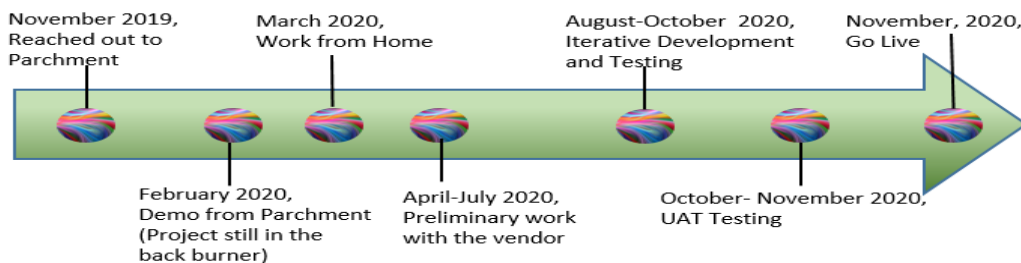 November 2019,
Reached out to
Parchment
February 2020,
Demo from Parchment
(Project still in the
back burner)
March 2020,
Work from Home
April-July 2020,
Preliminary work
with the vendor
August-October 2020,
Iterative Development
and Testing
October- November 2020,
UAT Testing
November, 2020,
Go Live